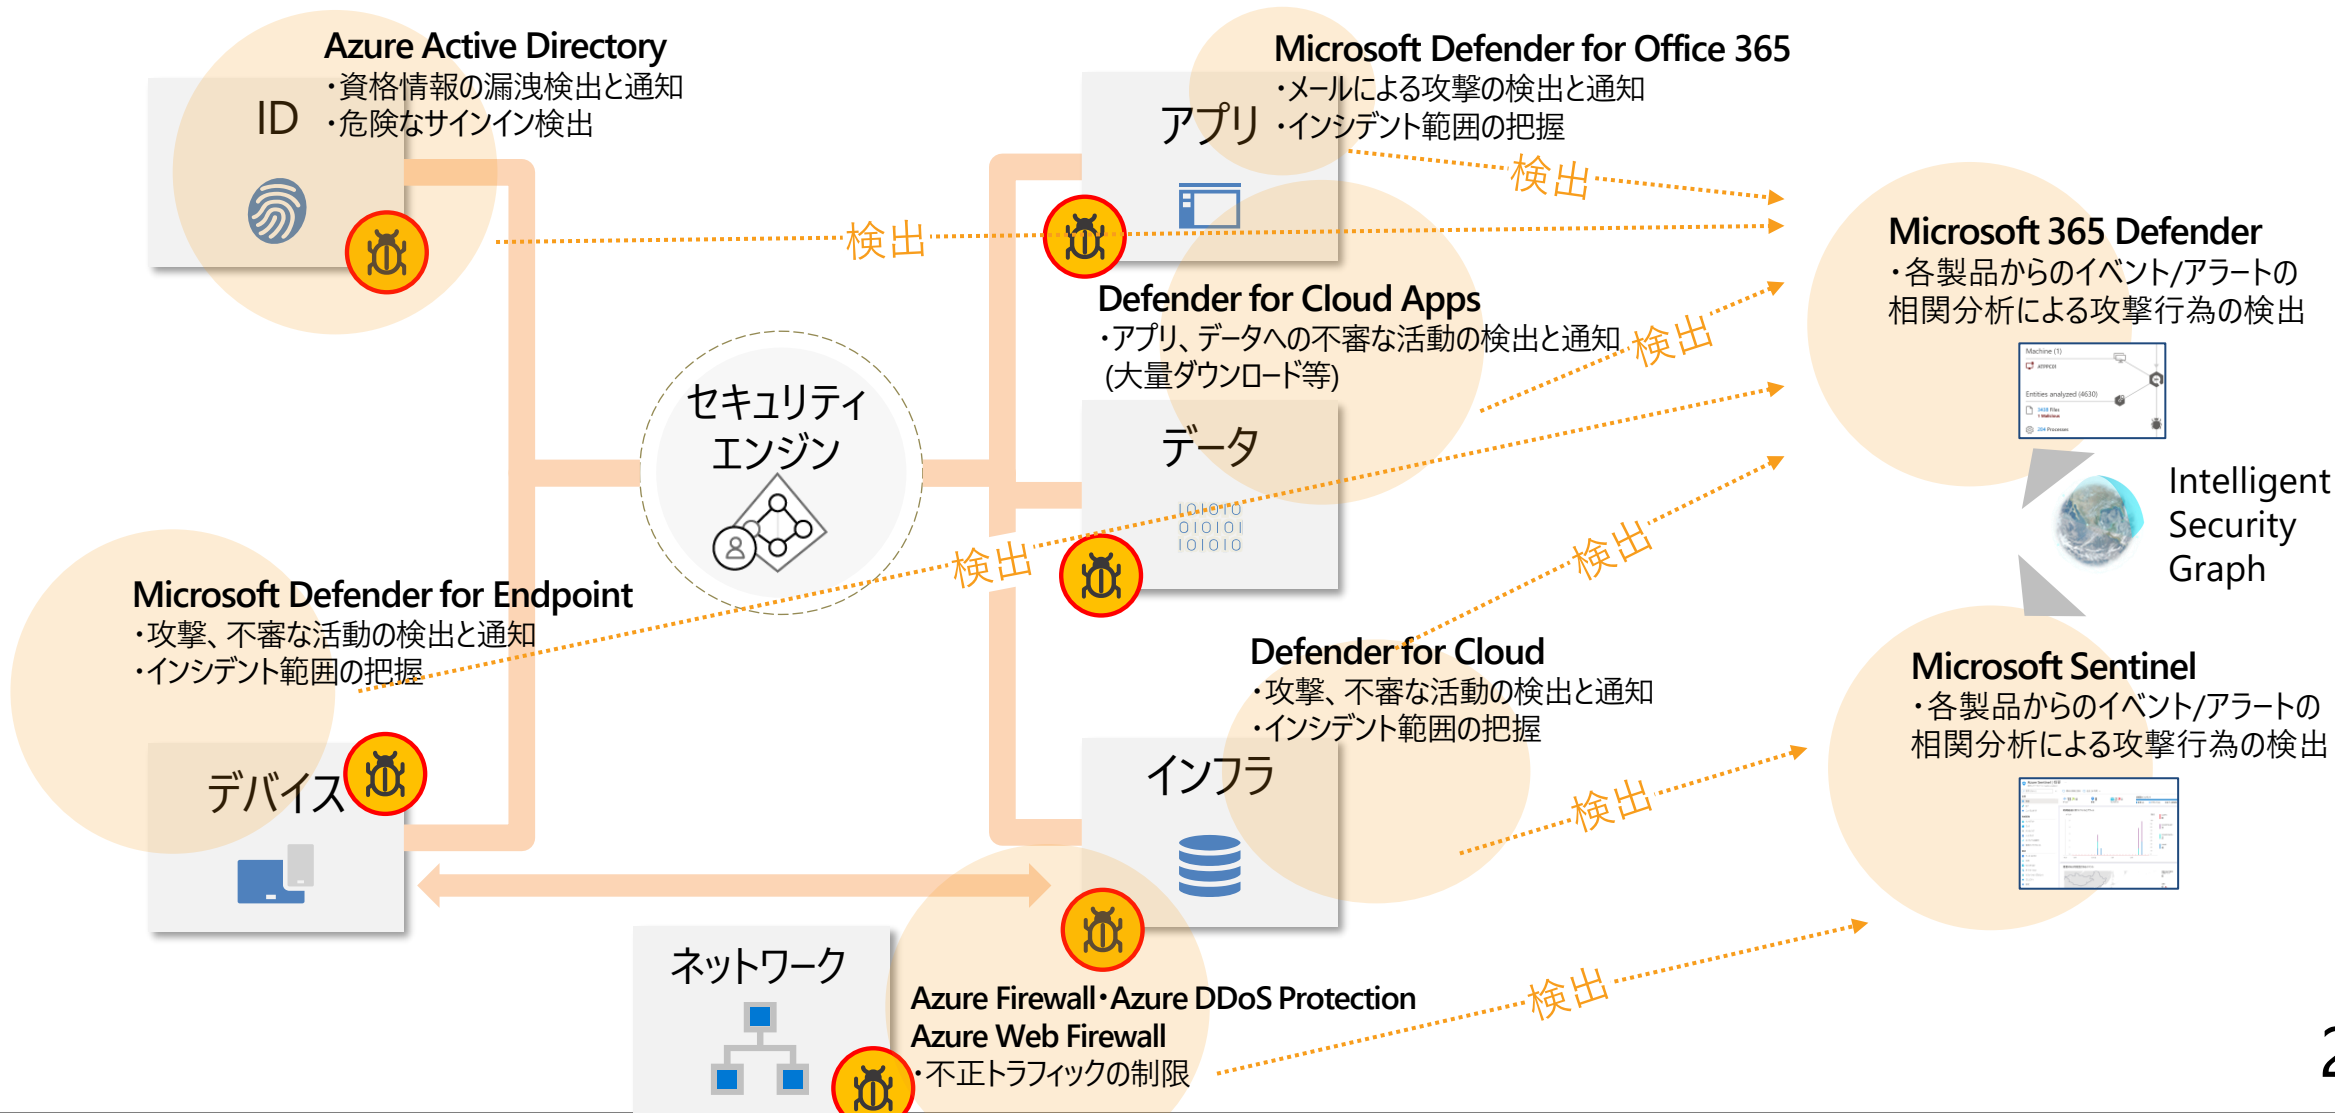 Azure Active Directory
・資格情報の漏洩検出と通知
・危険なサインイン検出
ID
Microsoft Defender for Office 365
・メールによる攻撃の検出と通知
・インシデント範囲の把握
アプリ
検出
検出
Microsoft 365 Defender
・各製品からのイベント/アラートの
相関分析による攻撃行為の検出
Machine (1)
Entities analyzed (4630)
Defender for Cloud Apps
・アプリ、データへの不審な活動の検出と通知
(大量ダウンロード等)
検出
セキュリティ
エンジン
データ
101010
010101
101010
検出
検出
Intelligent
Security
Graph
Microsoft Defender for Endpoint
・攻撃、不審な活動の検出と通知
・インシデント範囲の把握
デバイス
Defender for Cloud
・攻撃、不審な活動の検出と通知
・インシデント範囲の把握
インフラ
検出
Microsoft Sentinel
・各製品からのイベント/アラートの
相関分析による攻撃行為の検出
ネットワーク
Azure Firewall・Azure DDoS Protection
Azure Web Firewall
・不正トラフィックの制限
検出